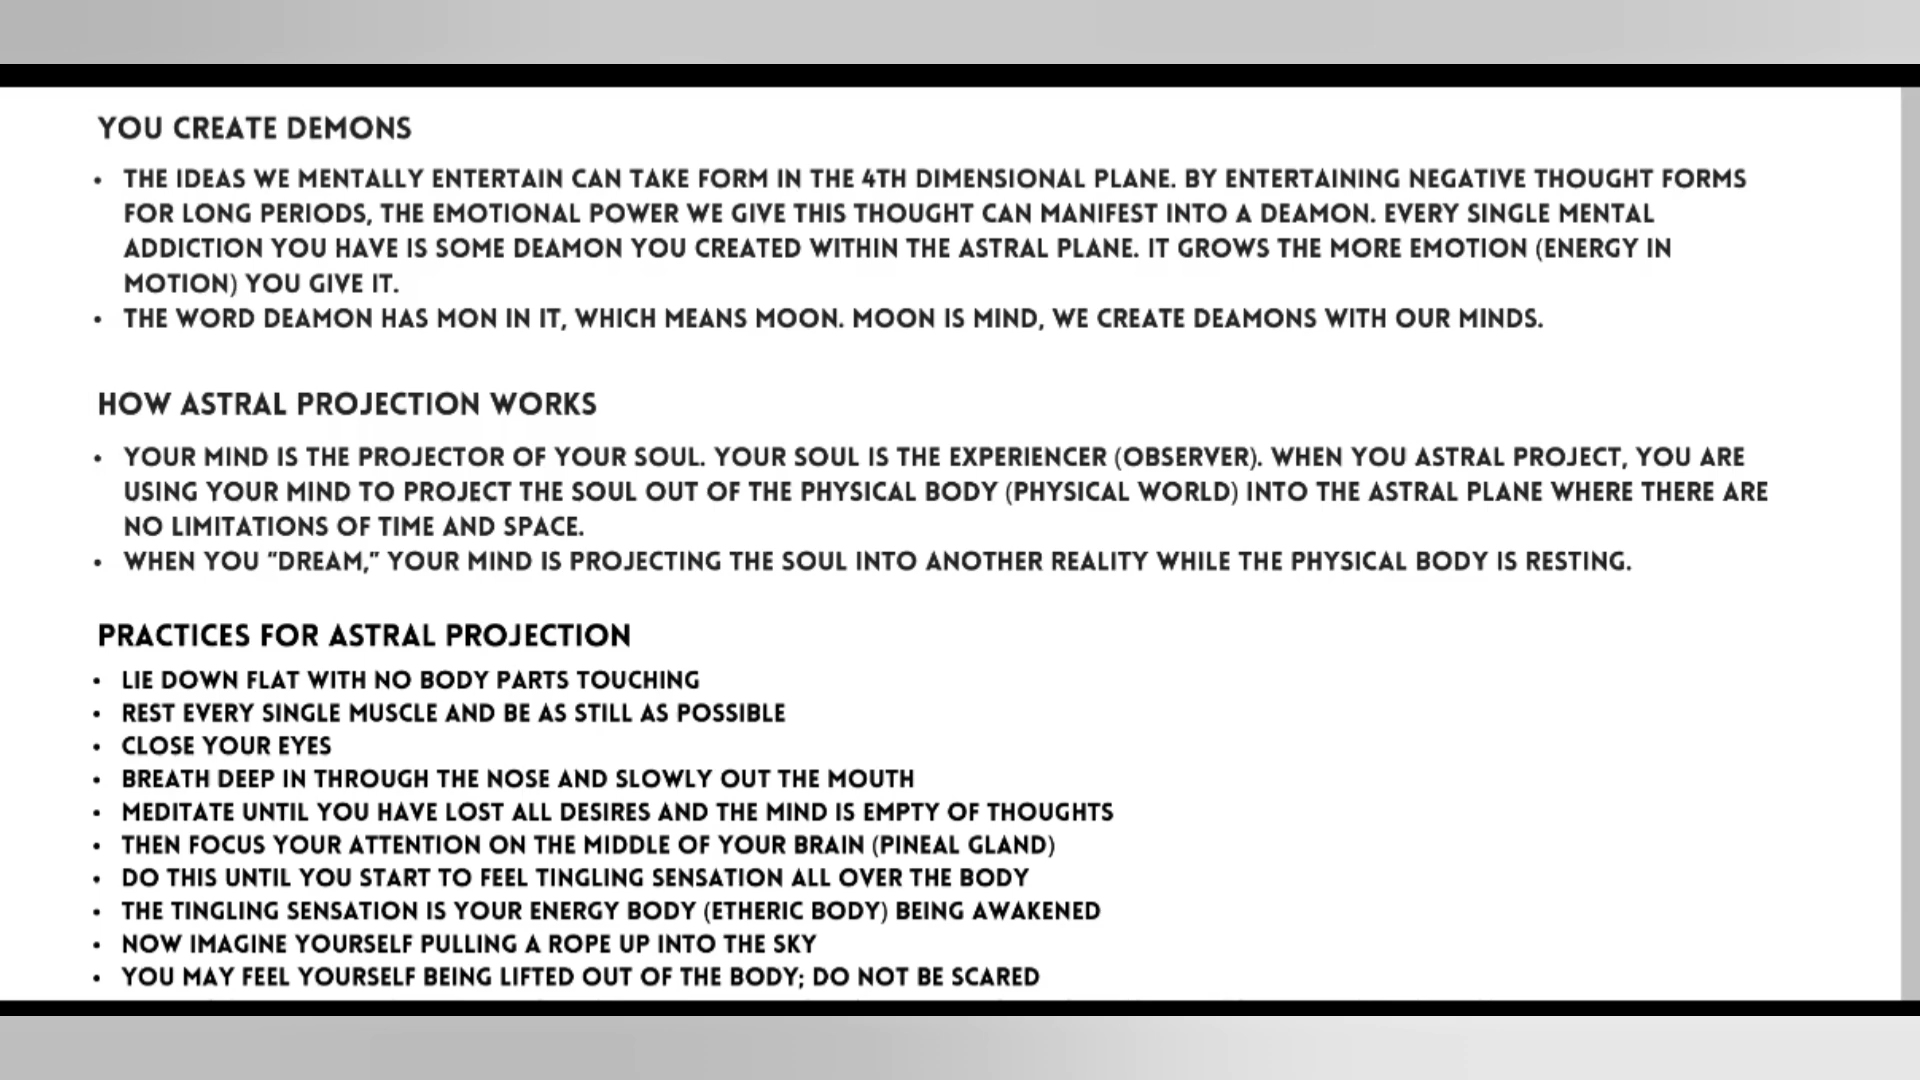 YOU CREATE DEMONS
• THE IDEAS WE MENTALLY ENTERTAIN CAN TAKE FORM IN THE 4TH DIMENSIONAL PLANE. BY ENTERTAINING NEGATIVE THOUGHT FORMS
FOR LONG PERIODS, THE EMOTIONAL POWER WE GIVE THIS THOUGHT CAN MANIFEST INTO A DEAMON. EVERY SINGLE MENTAL
ADDICTION YOU HAVE IS SOME DEAMON YOU CREATED WITHIN THE ASTRAL PLANE. IT GROWS THE MORE EMOTION (ENERGY IN
MOTION) YOU GIVE IT.
• THE WORD DEAMON HAS MON IN IT, WHICH MEANS MOON. MOON IS MIND, WE CREATE DEAMONS WITH OUR MINDS.
HOW ASTRAL PROJECTION WORKS
• YOUR MIND IS THE PROJECTOR OF YOUR SOUL. YOUR SOUL IS THE EXPERIENCER (OBSERVER). WHEN YOU ASTRAL PROJECT, YOU ARE
USING YOUR MIND TO PROJECT THE SOUL OUT OF THE PHYSICAL BODY (PHYSICAL WORLD) INTO THE ASTRAL PLANE WHERE THERE ARE
NO LIMITATIONS OF TIME AND SPACE.
• WHEN YOU “DREAM,” YOUR MIND IS PROJECTING THE SOUL INTO ANOTHER REALITY WHILE THE PHYSICAL BODY IS RESTING.
PRACTICES FOR ASTRAL PROJECTION
• LIE DOWN FLAT WITH NO BODY PARTS TOUCHING
• REST EVERY SINGLE MUSCLE AND BE AS STILL AS POSSIBLE
• CLOSE YOUR EYES
• BREATH DEEP IN THROUGH THE NOSE AND SLOWLY OUT THE MOUTH
• MEDITATE UNTIL YOU HAVE LOST ALL DESIRES AND THE MIND IS EMPTY OF THOUGHTS
• THEN FOCUS YOUR ATTENTION ON THE MIDDLE OF YOUR BRAIN (PINEAL GLAND)
• DO THIS UNTIL YOU START TO FEEL TINGLING SENSATION ALL OVER THE BODY
• THE TINGLING SENSATION IS YOUR ENERGY BODY (ETHERIC BODY) BEING AWAKENED
• NOW IMAGINE YOURSELF PULLING A ROPE UP INTO THE SKY
• YOU MAY FEEL YOURSELF BEING LIFTED OUT OF THE BODY; DO NOT BE SCARED